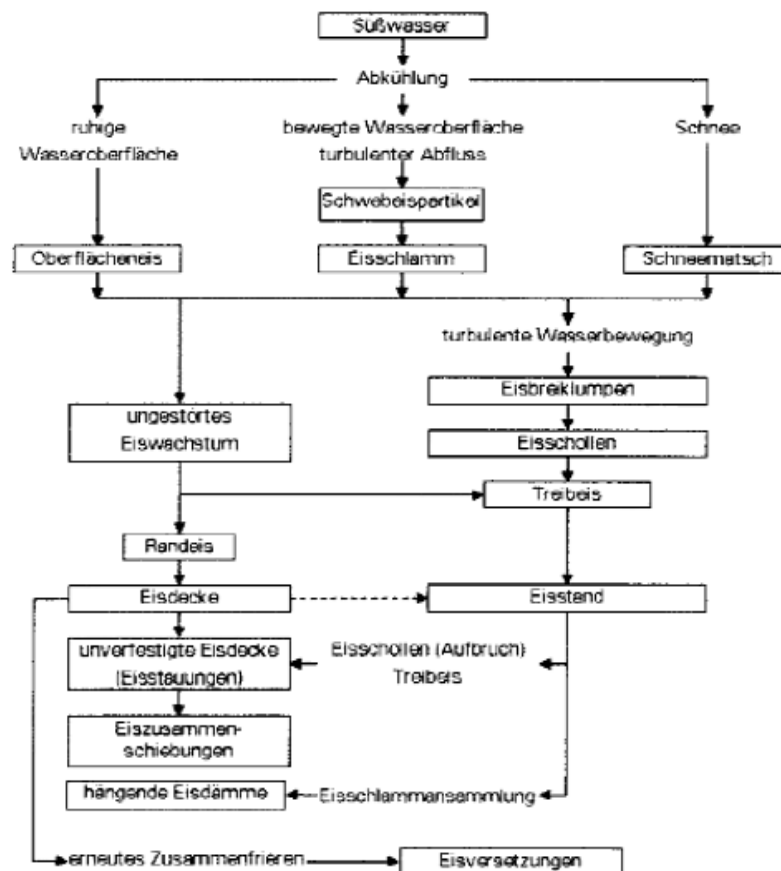 Süßwasser
Abkühlung
ruhige
Wasseroberfläche
bewegte Wasseroberfläche
turbulenter Abfluss
Schnee
Schwebeispartikel
Oberflächeneis
Eisschlamm
Schneematsch
turbulente Wasserbewegung
Eisbreiklumpen
ungestörtes
Eiswachstum
Eisschollen
Treibeis
Randeis
Eisdecke
Eisstand
unverfestigte Eisdecke
(Eisstauungen)
Eisschollen (Aufbruch)
Treibeis
Eiszusammen-
schiebungen
hängende Eisdämme
Eisschlammansammlung
erneutes Zusammenfrieren
Eisversetzungen